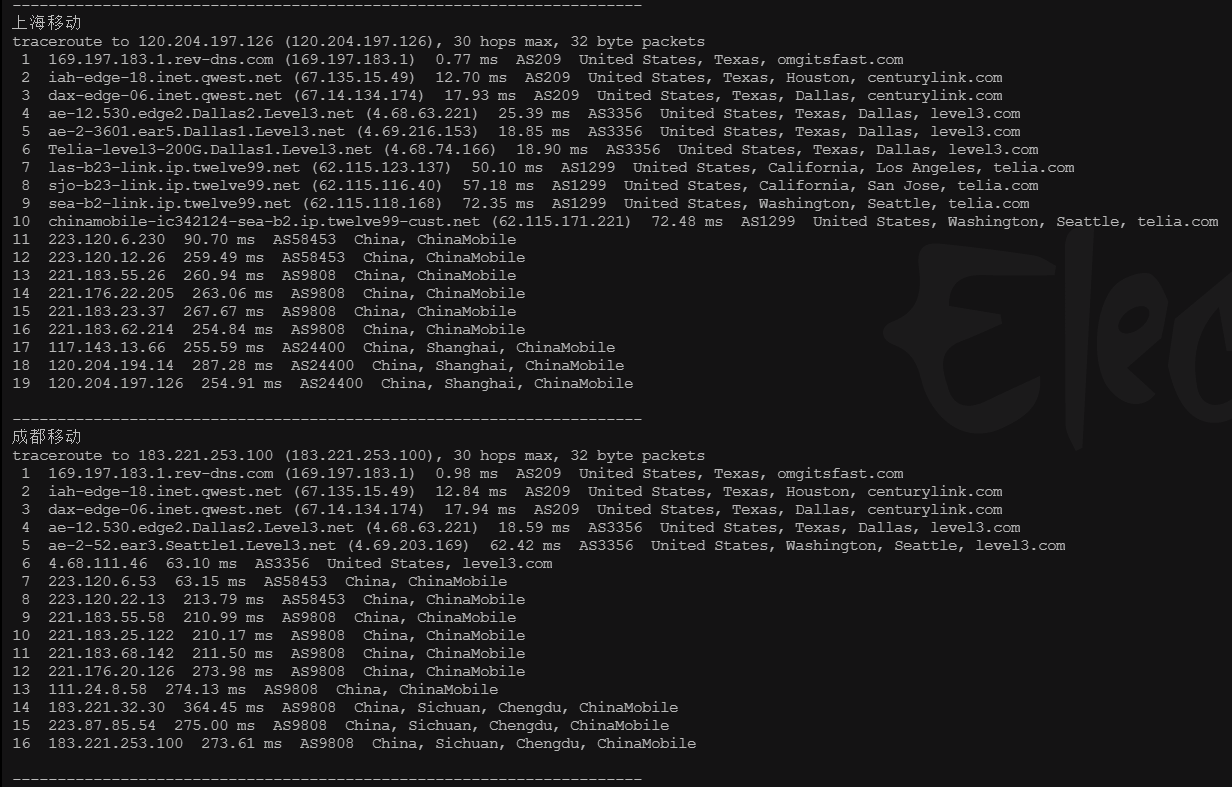 ----------------------------------------------------------------------
上海移动
traceroute to 120.204.197.126 (120.204.197.126), 30 hops max, 32 byte packets
1 169.197.183.1.rev-dns.com (169.197.183.1) 0.77 ms AS209 United States, Texas, omgitsfast.com
2 iah-edge-18.inet.qwest.net (67.135.15.49) 12.70 ms AS209 United States, Texas, Houston, centurylink.com
3 dax-edge-06.inet.qwest.net (67.14.134.174) 17.93 ms AS209 United States, Texas, Dallas, centurylink.com
4 ae-12.530.edge2.Dallas2.Level3.net (4.68.63.221) 25.39 ms AS3356 United States, Texas, Dallas, level3.com
5 ae-2-3601.ear5.Dallas1.Level3.net (4.69.216.153) 18.85 ms AS3356 United States, Texas, Dallas, level3.com
6 Telia-level3-200G.Dallas1.Level3.net (4.68.74.166) 18.90 ms AS3356 United States, Texas, Dallas, level3.com
7 las-b23-link.ip.twelve99.net (62.115.123.137) 50.10 ms AS1299 United States, California, Los Angeles, telia.com
8 sjo-b23-link.ip.twelve99.net (62.115.116.40) 57.18 ms AS1299 United States, California, San Jose, telia.com
9 sea-b2-link.ip.twelve99.net (62.115.118.168) 72.35 ms AS1299 United States, Washington, Seattle, telia.com
10 chinamobile-ic342124-sea-b2.ip.twelve99-cust.net (62.115.171.221) 72.48 ms AS1299 United States, Washington, Seattle, telia.com
11 223.120.6.230 90.70 ms AS58453 China, ChinaMobile
12 223.120.12.26 259.49 ms AS58453 China, ChinaMobile
13 221.183.55.26 260.94 ms AS9808 China, ChinaMobile
14 221.176.22.205 263.06 ms AS9808 China, ChinaMobile
15 221.183.23.37 267.67 ms AS9808 China, ChinaMobile
16 221.183.62.214 254.84 ms AS9808 China, ChinaMobile
17 117.143.13.66 255.59 ms AS24400 China, Shanghai, ChinaMobile
18 120.204.194.14 287.28 ms AS24400 China, Shanghai, ChinaMobile
19 120.204.197.126 254.91 ms AS24400 China, Shanghai, ChinaMobile
----------------------------------------------------------------------
成都移动
traceroute to 183.221.253.100 (183.221.253.100), 30 hops max, 32 byte packets
1 169.197.183.1.rev-dns.com (169.197.183.1) 0.98 ms AS209 United States, Texas, omgitsfast.com
2 iah-edge-18.inet.qwest.net (67.135.15.49) 12.84 ms AS209 United States, Texas, Houston, centurylink.com
3 dax-edge-06.inet.qwest.net (67.14.134.174) 17.94 ms AS209 United States, Texas, Dallas, centurylink.com
4 ae-12.530.edge2.Dallas2.Level3.net (4.68.63.221) 18.59 ms AS3356 United States, Texas, Dallas, level3.com
5 ae-2-52.ear3.Seattle1.Level3.net (4.69.203.169) 62.42 ms AS3356 United States, Washington, Seattle, level3.com
6 4.68.111.46 63.10 ms AS3356 United States, level3.com
7 223.120.6.53 63.15 ms AS58453 China, ChinaMobile
8 223.120.22.13 213.79 ms AS58453 China, ChinaMobile
9 221.183.55.58 210.99 ms AS9808 China, ChinaMobile
10 221.183.25.122 210.17 ms AS9808 China, ChinaMobile
11 221.183.68.142 211.50 ms AS9808 China, ChinaMobile
12 221.176.20.126 273.98 ms AS9808 China, ChinaMobile
13 111.24.8.58 274.13 ms AS9808 China, ChinaMobile
14 183.221.32.30 364.45 ms AS9808 China, Sichuan, Chengdu, ChinaMobile
15 223.87.85.54 275.00 ms AS9808 China, Sichuan, Chengdu, ChinaMobile
16 183.221.253.100 273.61 ms AS9808 China, Sichuan, Chengdu, ChinaMobile
----------------------------------------------------------------------